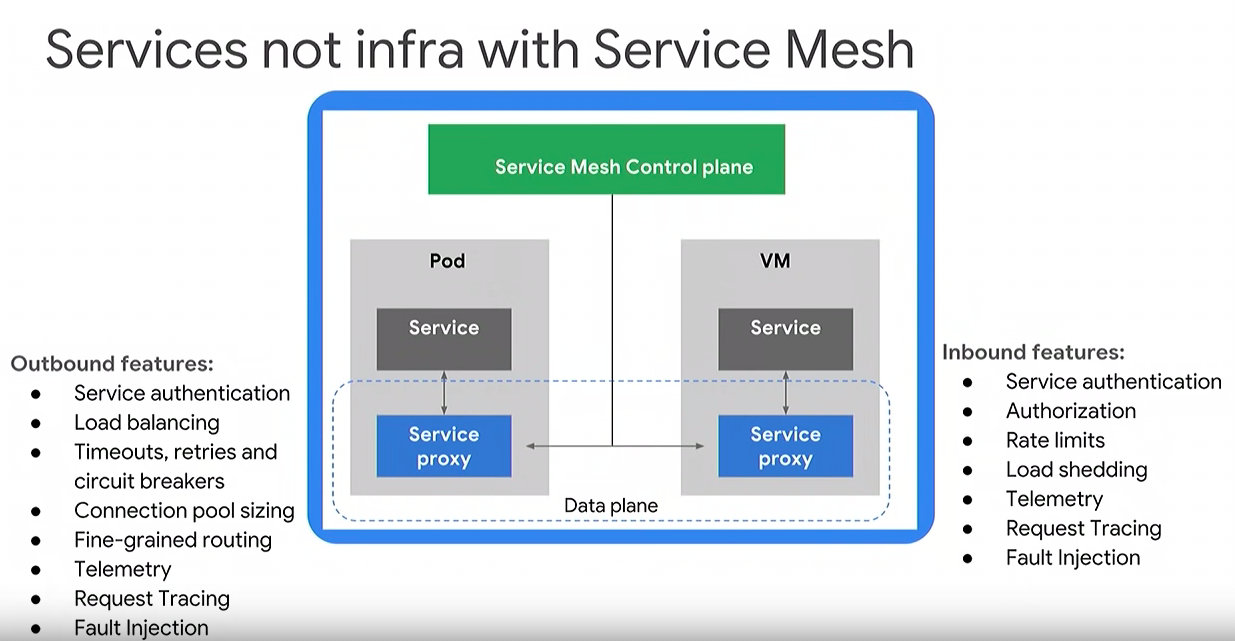 Services not infra with Service Mesh
Service Mesh Control plane
Pod
VM
Service
Service
Service
proxy
Service
proxy
Data plane
Outbound features:
● Service authentication
● Load balancing
● Timeouts, retries and
circuit breakers
● Connection pool sizing
● Fine-grained routing
● Telemetry
● Request Tracing
● Fault Injection
Inbound features:
● Service authentication
● Authorization
● Rate limits
● Load shedding
● Telemetry
● Request Tracing
● Fault Injection